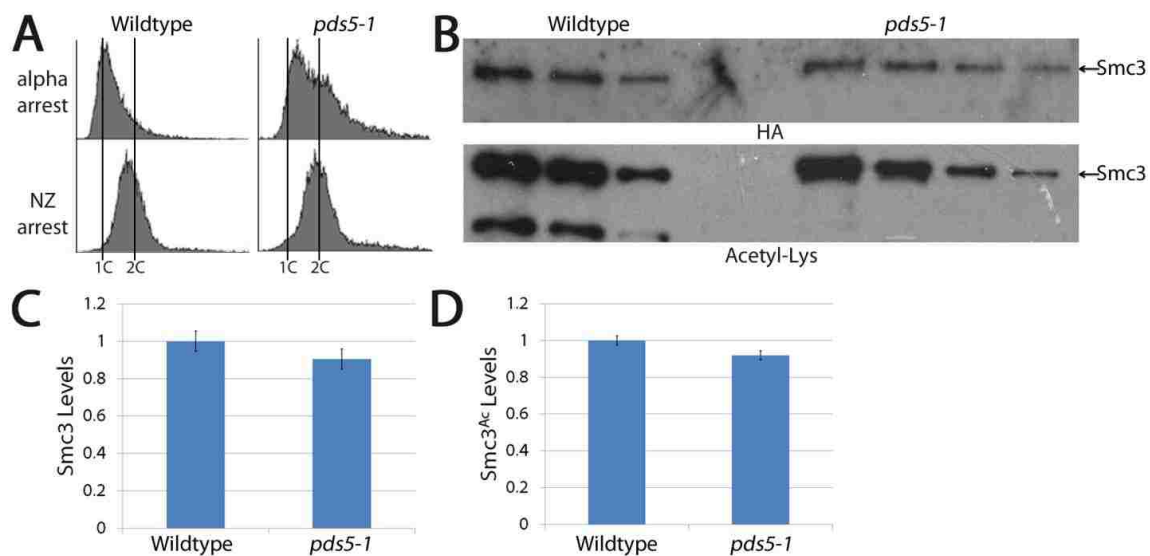 A
Wildtype
pds5-1
alpha
arrest
NZ
arrest
1C 2C 1C 2C
B
Wildtype
pds5-1
Smc3
HA
Smc3
Acetyl-Lys
C
Smc3 Levels
1.2
1
0.8
0.6
0.4
0.2
0
Wildtype pds5-1
D
Smc3Ac Levels
1.2
1
0.8
0.6
0.4
0.2
0
Wildtype pds5-1